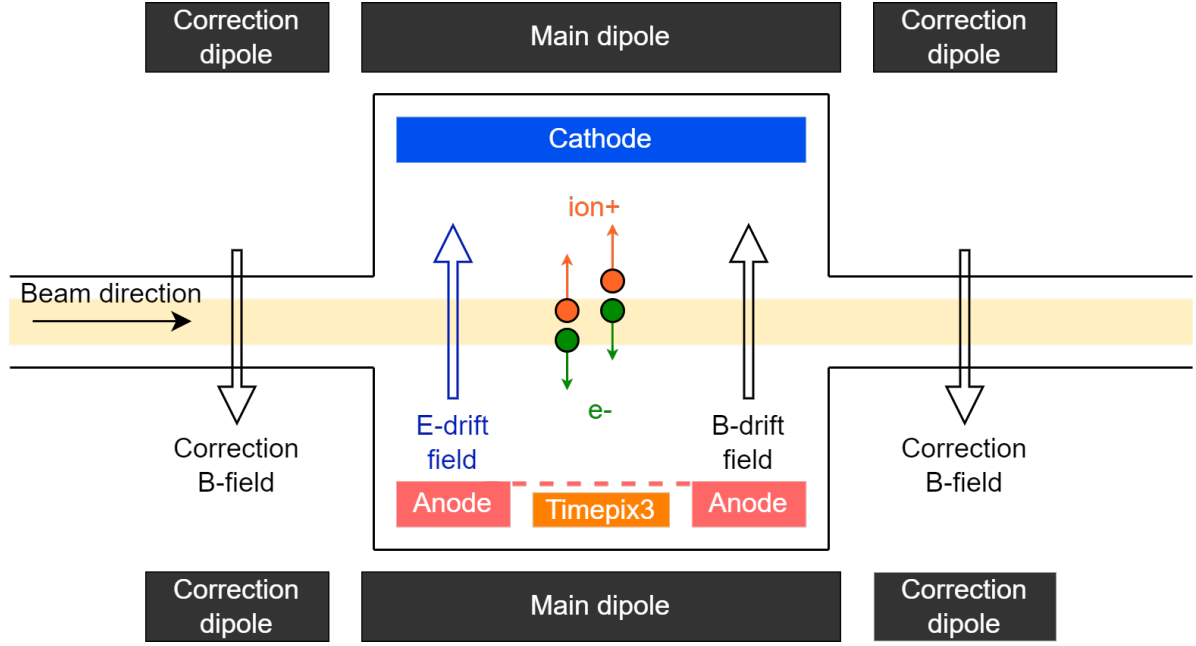 Correction
dipole
Main dipole
Correction
dipole
Cathode
ion+
Beam direction
e-
E-drift
field
B-drift
field
Correction
B-field
Correction
B-field
Anode
Timepix3
Anode
Correction
dipole
Main dipole
Correction
dipole